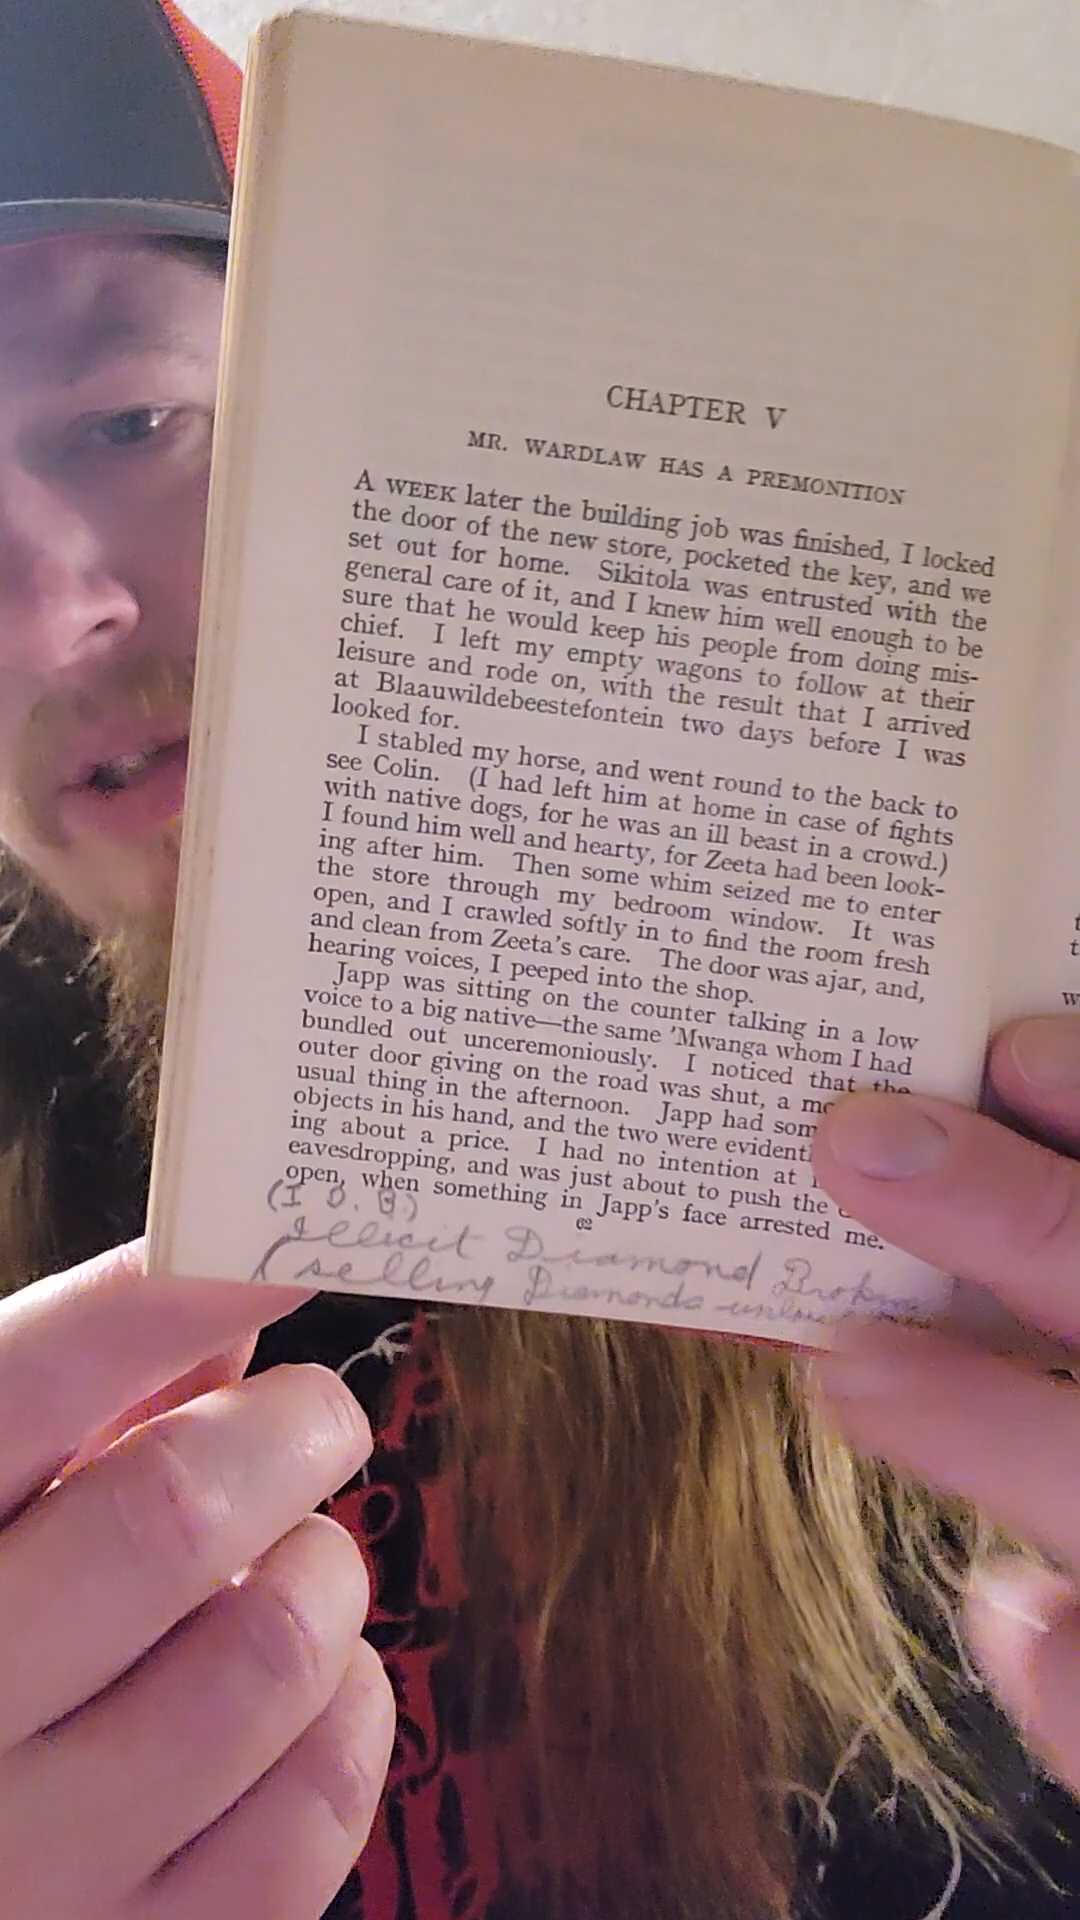 CHAPTER V
MR. WARDLAW HAS A PREMONITION
A WEEK later the building job was finished, I locked
the door of the new store, pocketed the key, and we
set out for home. Sikitola was entrusted with the
general care of it, and I knew him well enough to be
sure that he would keep his people from doing mis-
chief. I left my empty wagons to follow at their
leisure and rode on, with the result that I arrived
at Blaauwildebeestefontein two days before I was
looked for.
I stabled my horse, and went round to the back to
see Colin. (I had left him at home in case of fights
with native dogs, for he was an ill beast in a crowd.)
I found him well and hearty, for Zeeta had been look-
ing after him. Then some whim seized me to enter
the store through my bedroom window. It was
open, and I crawled softly in to find the room fresh
and clean from Zeeta's care. The door was ajar, and,
hearing voices, I peeped into the shop.
Japp was sitting on the counter talking in a low
voice to a big native—the same 'Mwanga whom I had
bundled out unceremoniously. I noticed that the
outer door giving on the road was shut, a
usual thing in the afternoon. Japp had
objects in his hand, and the two were
ing about a price. I had no intention at
eavesdropping, and was just about to push the
open, when something in Japp's face arrested me.
62
(I D. B.)
Illicit Diamond
(selling Diamonds
t
t
w